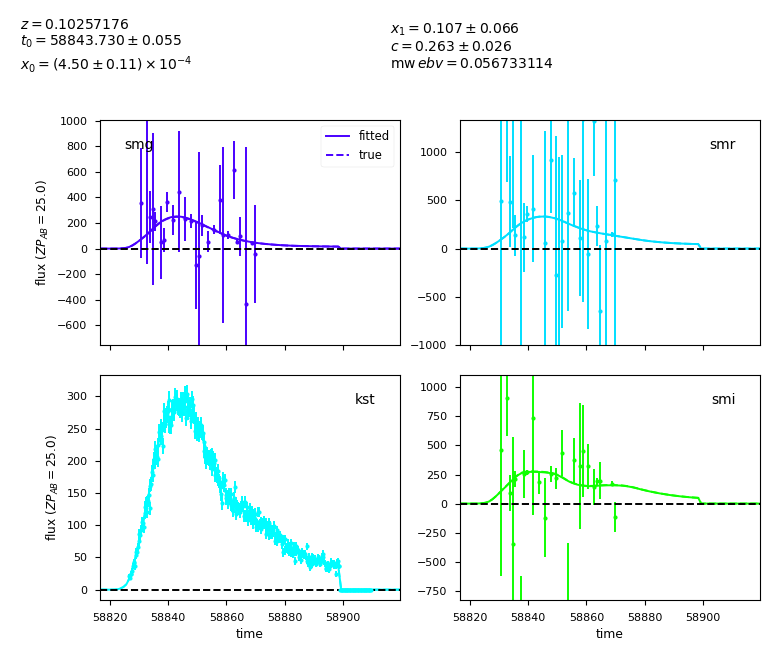 z = 0.10257176
t₀ = 58843.730 ± 0.055
x₀ = (4.50 ± 0.11) × 10⁻⁴
x₁ = 0.107 ± 0.066
c = 0.263 ± 0.026
mw ebv = 0.056733114
smg
fitted
true
1000
800
600
400
200
0
−200
−400
−600
flux (ZP_AB = 25.0)
smr
1000
500
0
−500
−1000
kst
300
250
200
150
100
50
0
flux (ZP_AB = 25.0)
58820 58840 58860 58880 58900
time
smi
1000
750
500
250
0
−250
−500
−750
58820 58840 58860 58880 58900
time